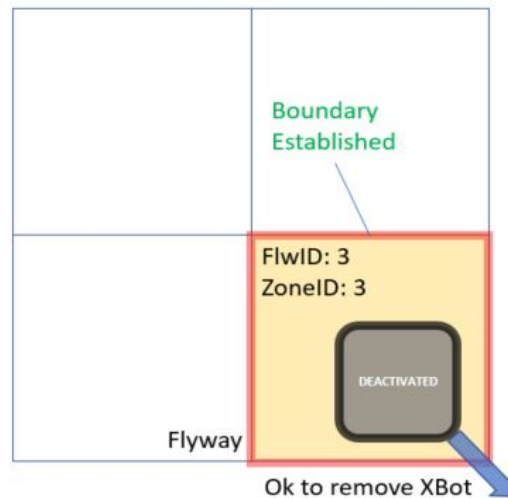 Boundary
Established
FlwID: 3
ZoneID: 3
DEACTIVATED
Flyway
Ok to remove XBot